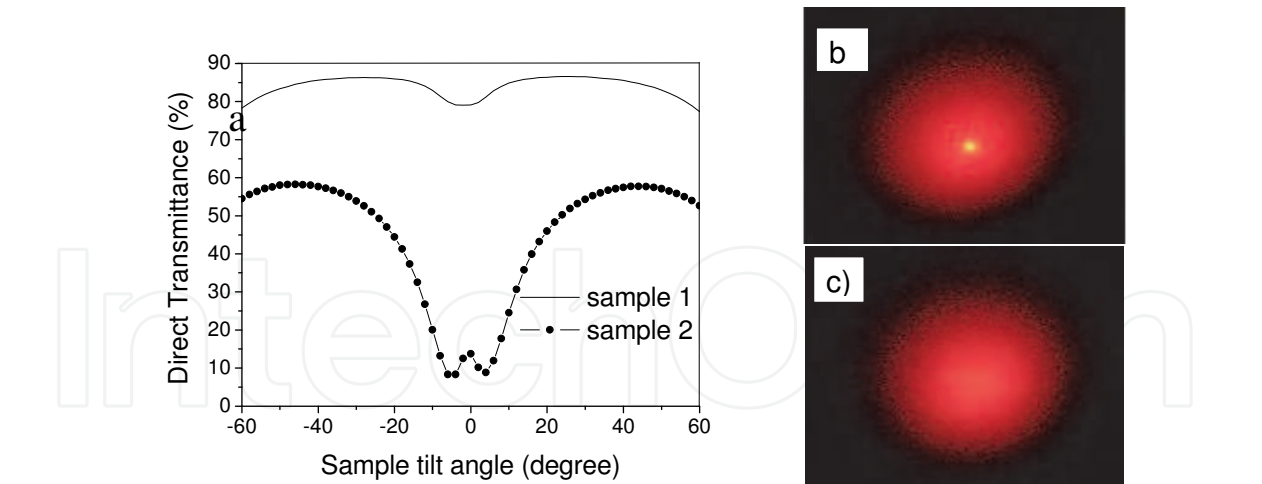 90
80
a
70
60
50
40
30
20
10
0
Direct Transmittance (%)
-60 -40 -20 0 20 40 60
Sample tilt angle (degree)
sample 1
sample 2
b
c)
IntechOpen